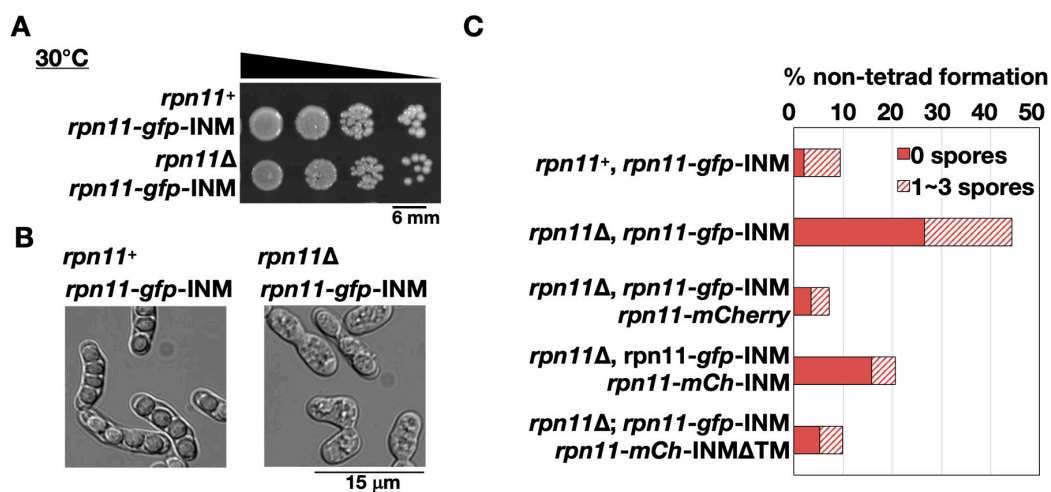 A
30°C
rpn11⁺
rpn11-gfp-INM
rpn11Δ
rpn11-gfp-INM
6 mm
B
rpn11⁺
rpn11-gfp-INM
rpn11Δ
rpn11-gfp-INM
15 µm
C
% non-tetrad formation
0 10 20 30 40 50
0 spores
1~3 spores
rpn11⁺, rpn11-gfp-INM
rpn11Δ, rpn11-gfp-INM
rpn11Δ, rpn11-gfp-INM
rpn11-mCherry
rpn11Δ, rpn11-gfp-INM
rpn11-mCh-INM
rpn11Δ; rpn11-gfp-INM
rpn11-mCh-INMΔTM